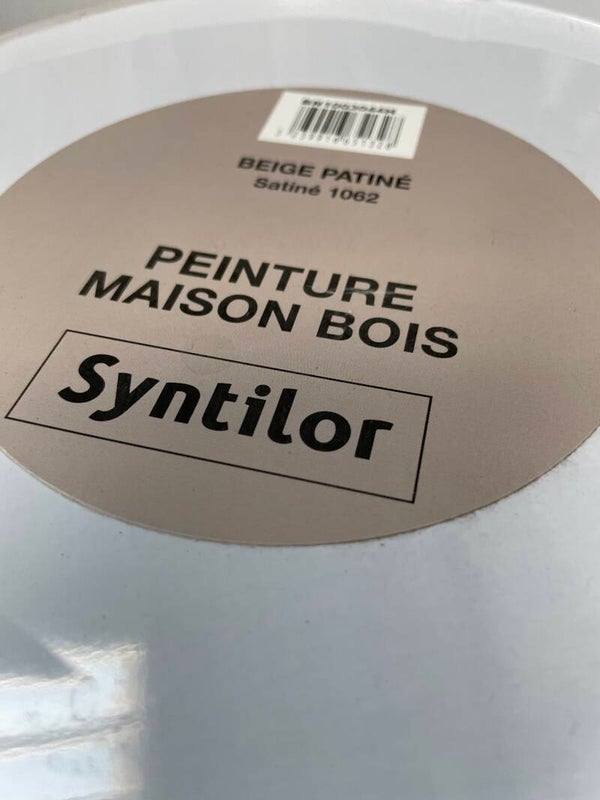 BEIGE PATINÉ
Satiné 1062
PEINTURE
MAISON BOIS
Syntilor